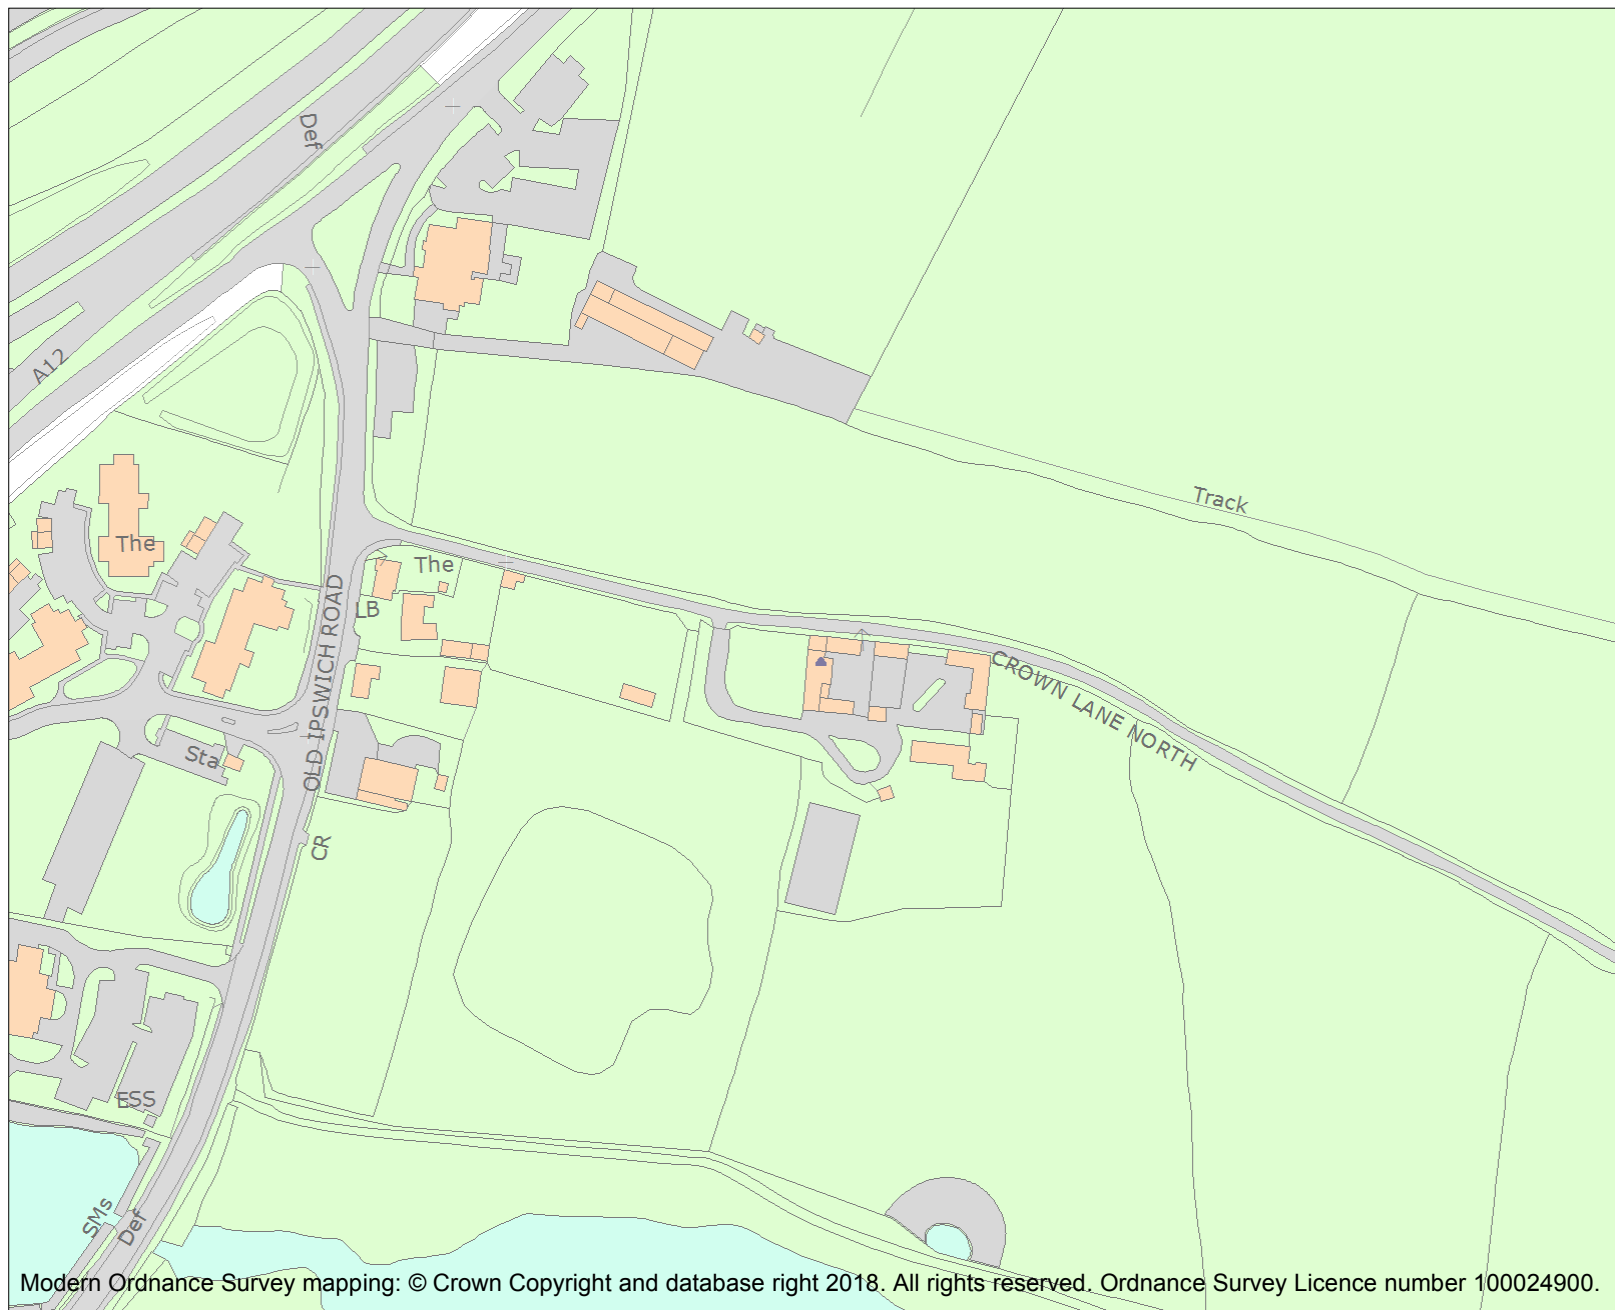 Def
A12
Track
The
The
LB
OLD IPSWICH ROAD
CROWN LANE NORTH
Sta
CR
ESS
SMs
Def
Modern Ordnance Survey mapping: © Crown Copyright and database right 2018. All rights reserved. Ordnance Survey Licence number 100024900.